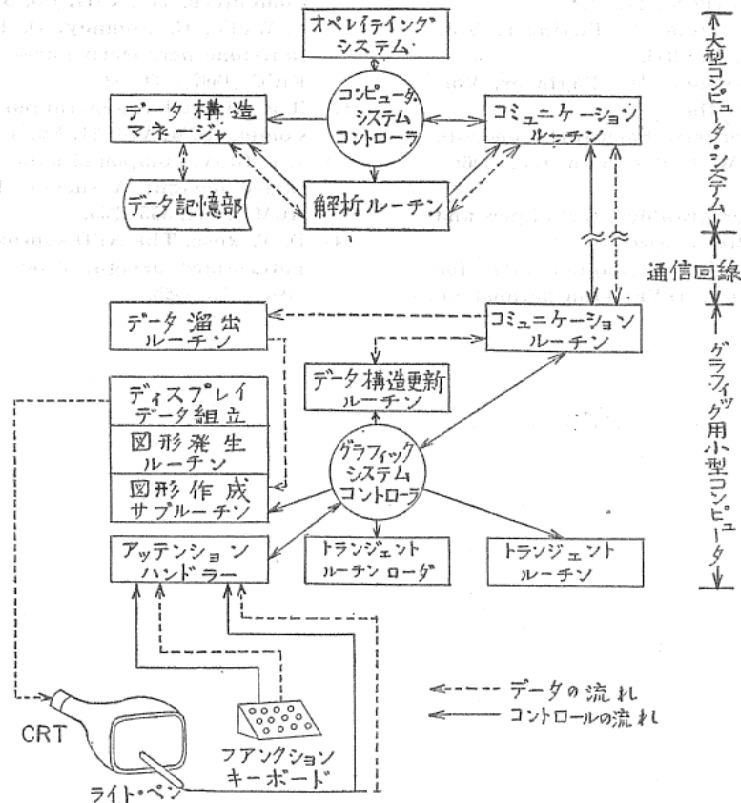 オペレイテイング
システム
コンピュータ・
システム
コントローラ
データ構造
マネージャ
コミュニケーション
ルーチン
データ記憶部
解析ルーチン
大型コンピュータ・システム
通信回線
データ溜出
ルーチン
コミュニケーション
ルーチン
データ構造更新
ルーチン
ディスプレイ
データ組立
図形発生
ルーチン
図形作成
サブルーチン
グラフィック
システム
コントローラ
アッテンション
ハンドラー
トランジェント
ルーチン ローダ
トランジェント
ルーチン
グラフィック用小型コンピュータ
CRT
ライト・ペン
フアンクション
キーボード
データの流れ
コントロールの流れ